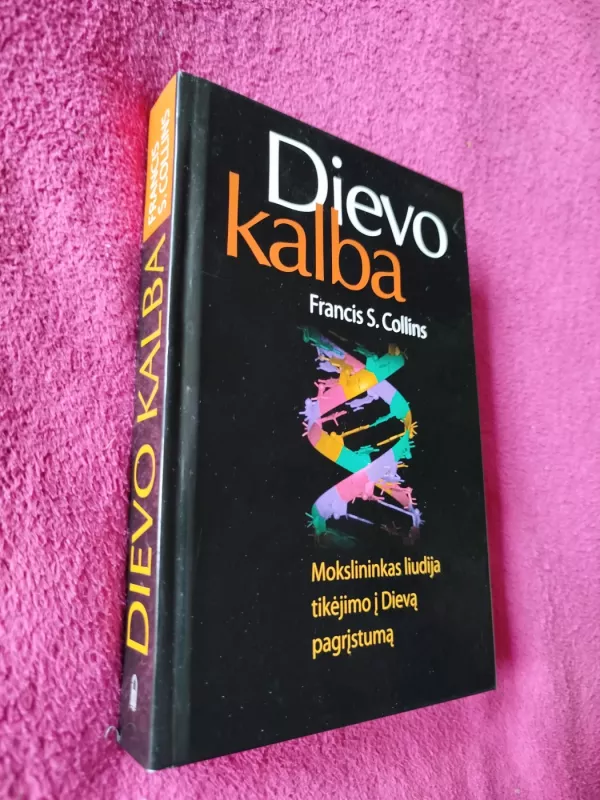 Dievo
kalba
Francis S. Collins
Mokslininkas liudija
tikėjimo į Dievą
pagrįstumą
DIEVO KALBA
FRANCIS
S. COLLINS